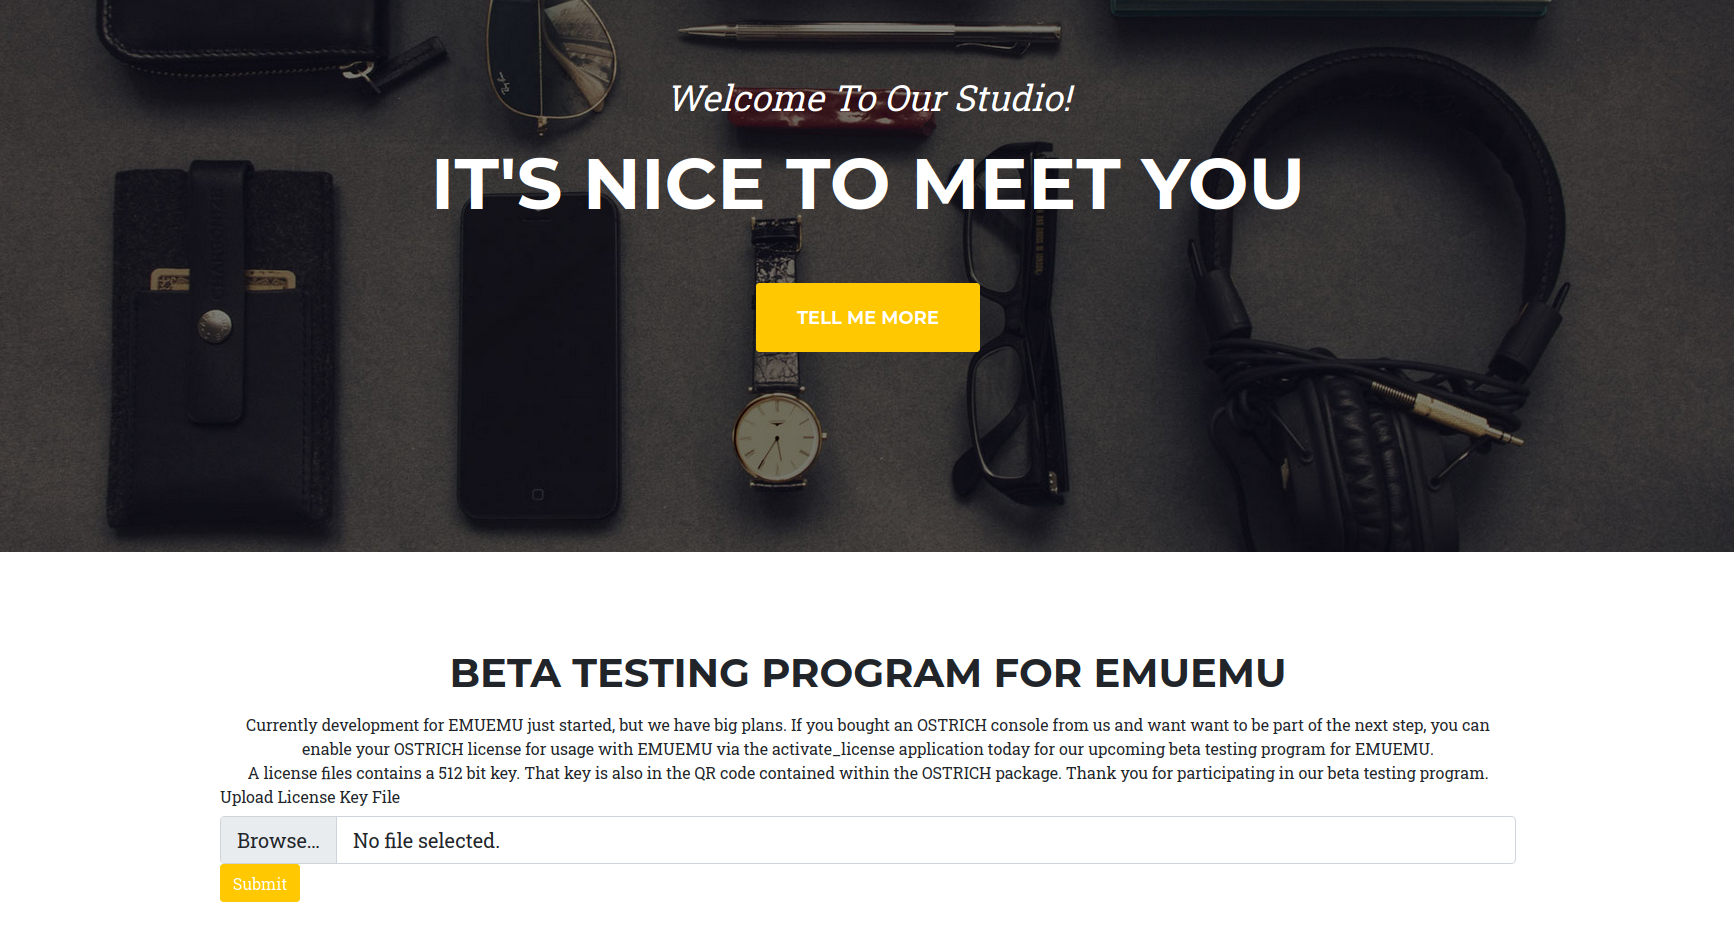 Welcome To Our Studio!
IT'S NICE TO MEET YOU
TELL ME MORE
BETA TESTING PROGRAM FOR EMUEMU
Currently development for EMUEMU just started, but we have big plans. If you bought an OSTRICH console from us and want want to be part of the next step, you can
enable your OSTRICH license for usage with EMUEMU via the activate_license application today for our upcoming beta testing program for EMUEMU.
A license files contains a 512 bit key. That key is also in the QR code contained within the OSTRICH package. Thank you for participating in our beta testing program.
Upload License Key File
Browse... No file selected.
Submit